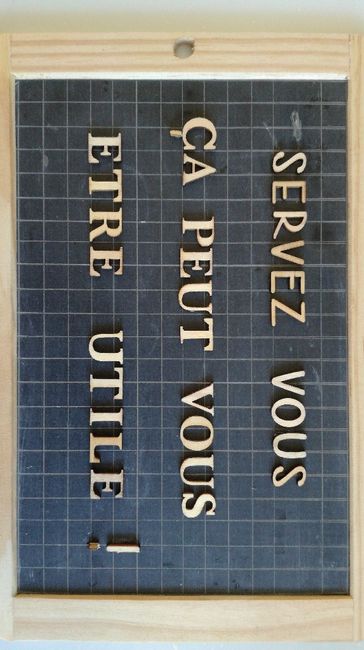 SERVEZ VOUS
ÇA PEUT VOUS
ETRE UTILE !